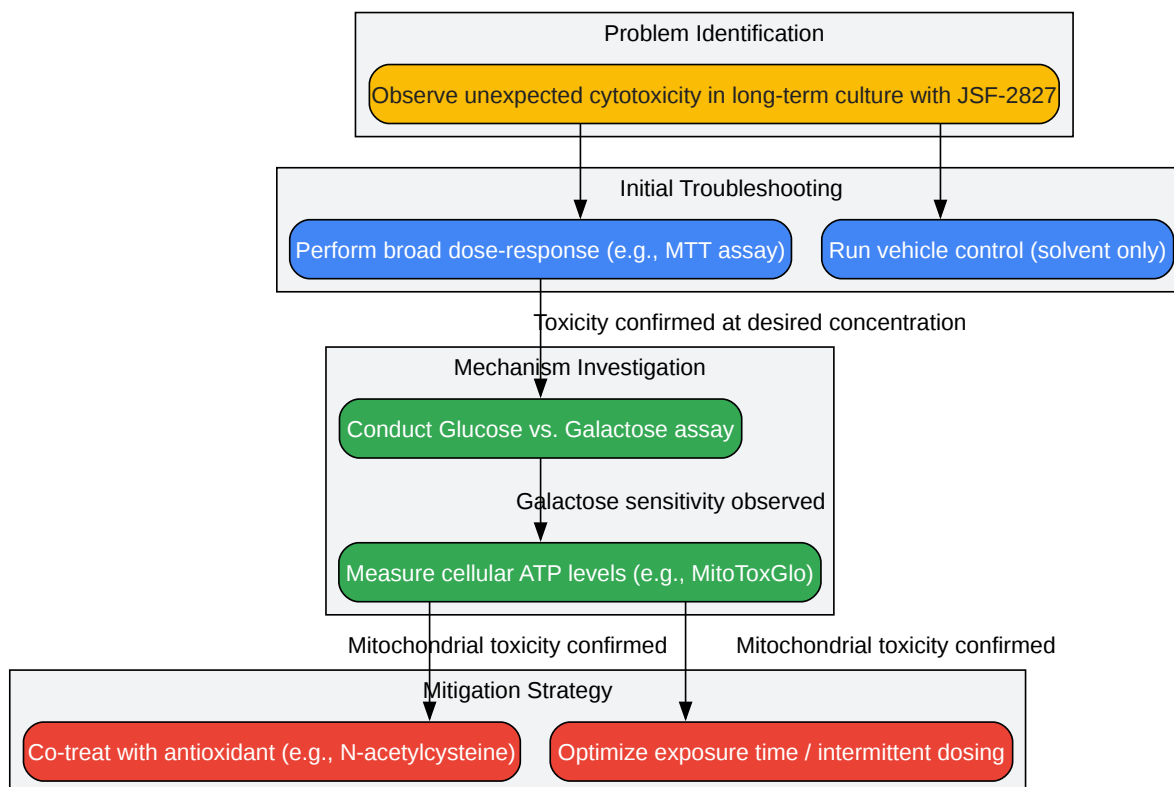 Problem Identification
Observe unexpected cytotoxicity in long-term culture with JSF-2827
Initial Troubleshooting
Perform broad dose-response (e.g., MTT assay)
Run vehicle control (solvent only)
Toxicity confirmed at desired concentration
Mechanism Investigation
Conduct Glucose vs. Galactose assay
Galactose sensitivity observed
Measure cellular ATP levels (e.g., MitoToxGlo)
Mitochondrial toxicity confirmed
Mitochondrial toxicity confirmed
Mitigation Strategy
Co-treat with antioxidant (e.g., N-acetylcysteine)
Optimize exposure time / intermittent dosing